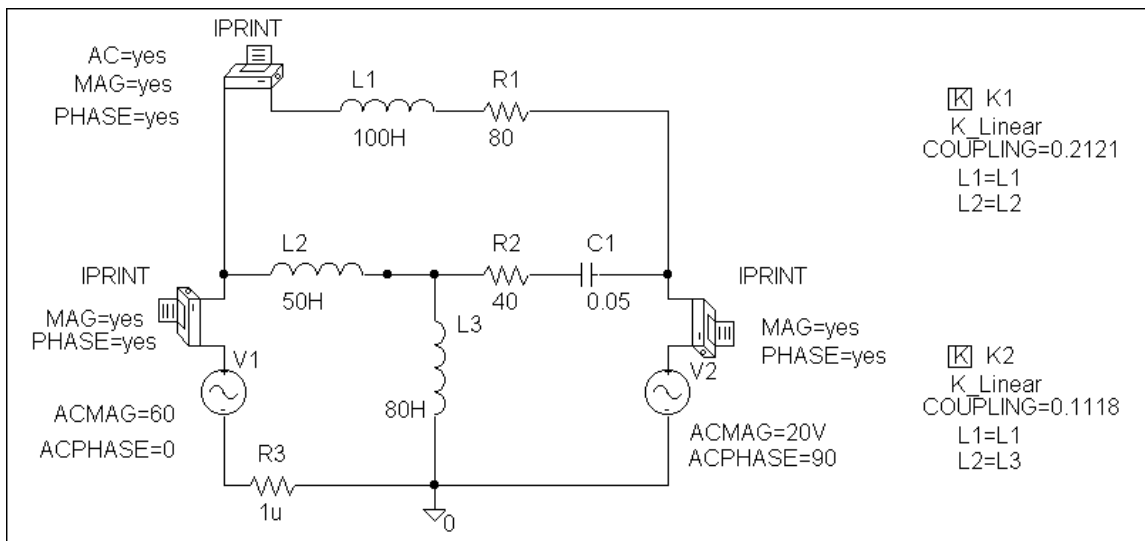 IPRINT
AC=yes
MAG=yes
PHASE=yes
L1
100H
R1
80
K K1
K_Linear
COUPLING=0.2121
L1=L1
L2=L2
IPRINT
MAG=yes
PHASE=yes
L2
50H
R2
40
C1
0.05
IPRINT
MAG=yes
PHASE=yes
L3
80H
V1
ACMAG=60
ACPHASE=0
R3
1u
0
V2
ACMAG=20V
ACPHASE=90
K K2
K_Linear
COUPLING=0.1118
L1=L1
L2=L3